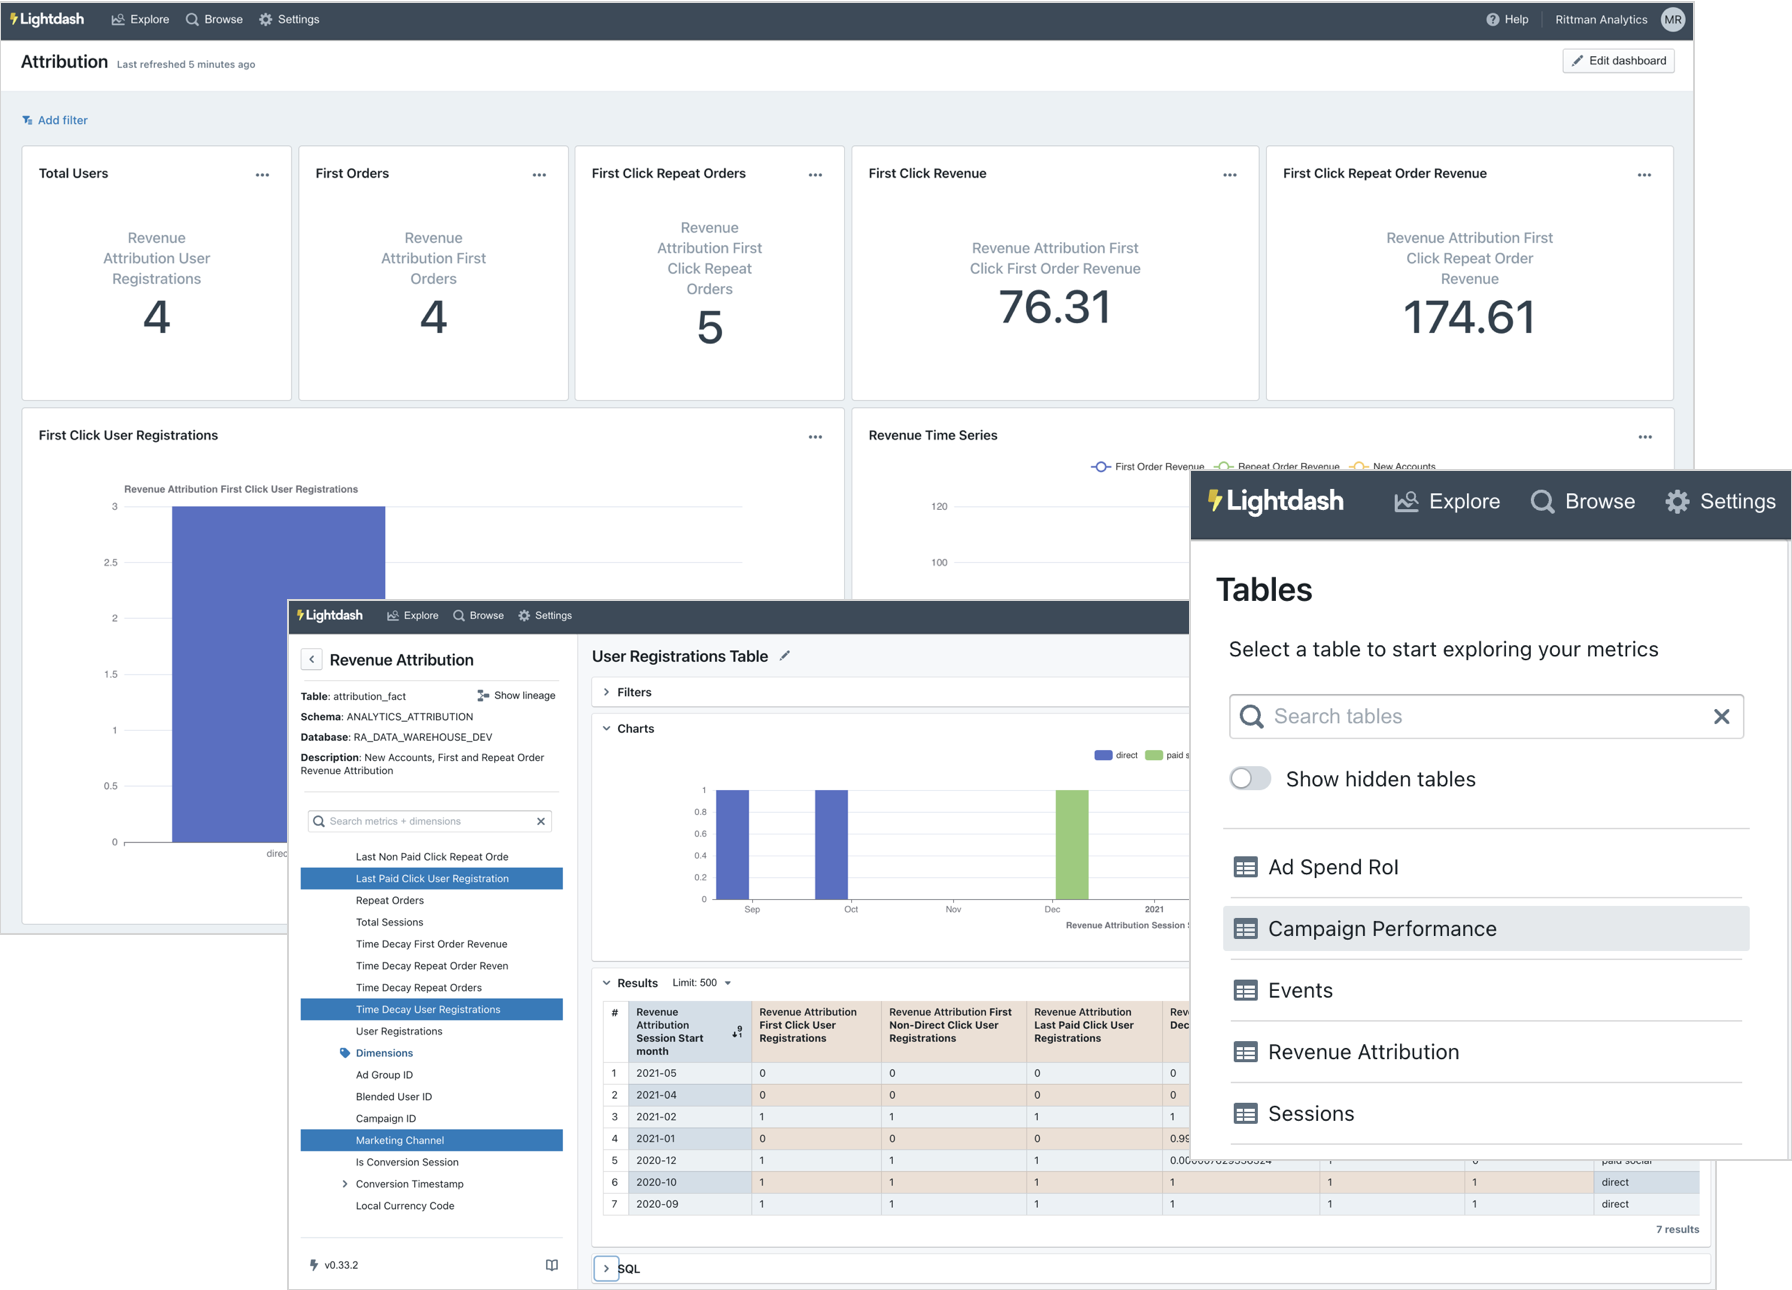 Lightdash Explore Browse Settings Help Rittman Analytics MR
Attribution Last refreshed 5 minutes ago Edit dashboard
Add filter
Total Users
Revenue
Attribution User
Registrations
4
First Orders
Revenue
Attribution First
Orders
4
First Click Repeat Orders
Revenue
Attribution First
Click Repeat
Orders
5
First Click Revenue
Revenue Attribution First
Click First Order Revenue
76.31
First Click Repeat Order Revenue
Revenue Attribution First
Click Repeat Order
Revenue
174.61
First Click User Registrations
Revenue Attribution First Click User Registrations
3
2.5
2
1.5
1
0.5
0
direc
Revenue Time Series
First Order Revenue Repeat Order Revenue New Accounts
120
100
Lightdash Explore Browse Settings
Revenue Attribution
Table: attribution_fact Show lineage
Schema: ANALYTICS_ATTRIBUTION
Database: RA_DATA_WAREHOUSE_DEV
Description: New Accounts, First and Repeat Order
Revenue Attribution
Search metrics + dimensions
Last Non Paid Click Repeat Orde
Last Paid Click User Registration
Repeat Orders
Total Sessions
Time Decay First Order Revenue
Time Decay Repeat Order Reven
Time Decay Repeat Orders
Time Decay User Registrations
User Registrations
Dimensions
Ad Group ID
Blended User ID
Campaign ID
Marketing Channel
Is Conversion Session
Conversion Timestamp
Local Currency Code
v0.33.2
User Registrations Table
Filters
Charts
direct paid s
1
0.8
0.6
0.4
0.2
0
Sep Oct Nov Dec 2021
Revenue Attribution Session S
Results Limit: 500
# Revenue Attribution Session Start month Revenue Attribution First Click User Registrations Revenue Attribution First Non-Direct Click User Registrations Revenue Attribution Last Paid Click User Registrations Rev Dec
1 2021-05 0 0 0 0
2 2021-04 0 0 0 0
3 2021-02 1 1 1 1
4 2021-01 0 0 0 0.99
5 2020-12 1 1 1 paid social
6 2020-10 1 1 1 1 1 1 direct
7 2020-09 1 1 1 1 1 1 direct
7 results
SQL
Lightdash Explore Browse Settings
Tables
Select a table to start exploring your metrics
Search tables
Show hidden tables
Ad Spend RoI
Campaign Performance
Events
Revenue Attribution
Sessions